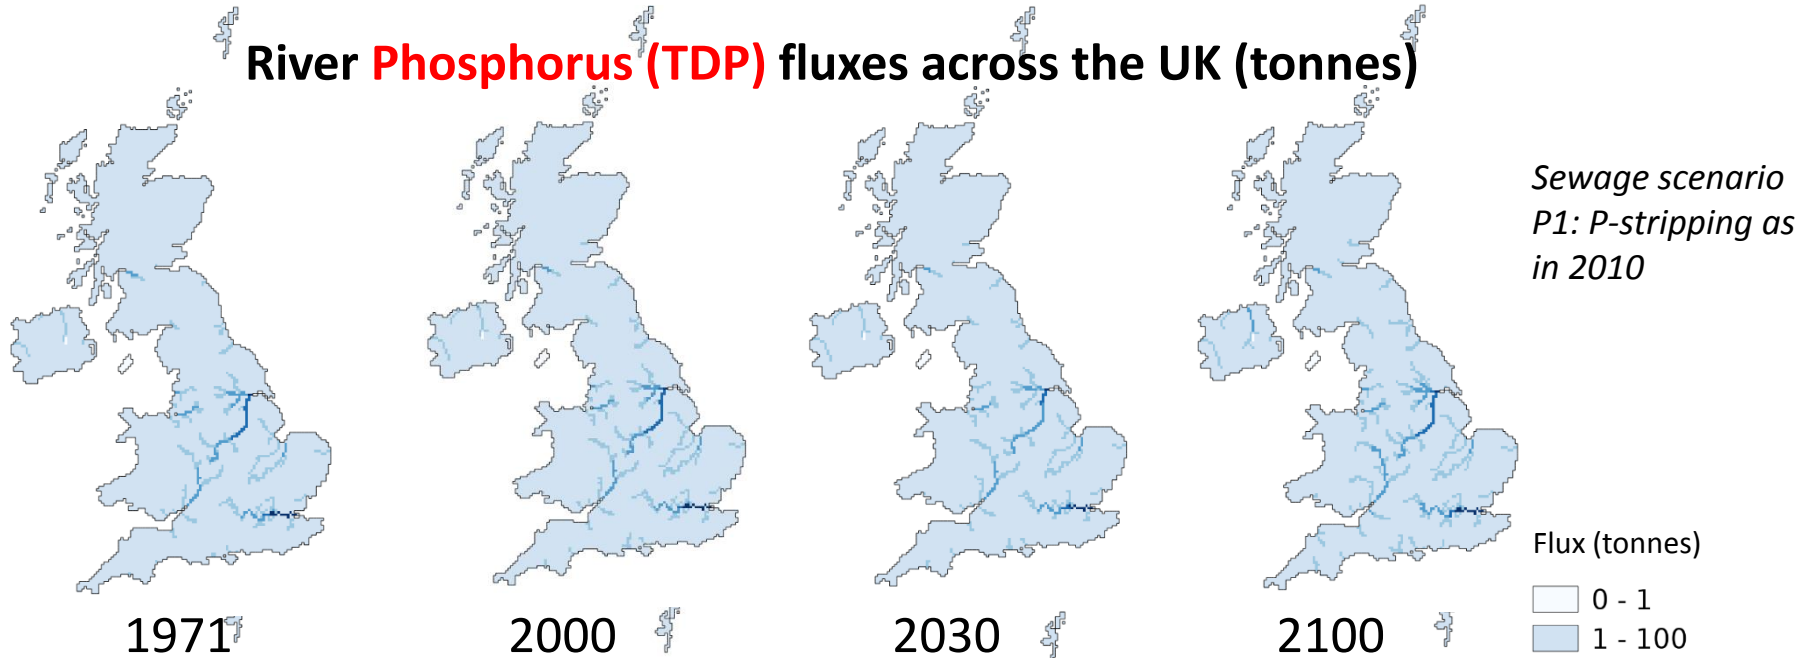 River Phosphorus (TDP) fluxes across the UK (tonnes)
Sewage scenario
P1: P-stripping as
in 2010
Flux (tonnes)
0 - 1
1 - 100
1971
2000
2030
2100